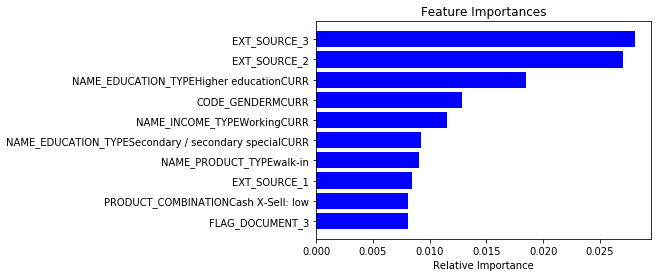 Feature Importances
EXT_SOURCE_3
EXT_SOURCE_2
NAME_EDUCATION_TYPEHigher educationCURR
CODE_GENDERMCURR
NAME_INCOME_TYPEWorkingCURR
NAME_EDUCATION_TYPESecondary / secondary specialCURR
NAME_PRODUCT_TYPEwalk-in
EXT_SOURCE_1
PRODUCT_COMBINATIONCash X-Sell: low
FLAG_DOCUMENT_3
0.000 0.005 0.010 0.015 0.020 0.025
Relative Importance